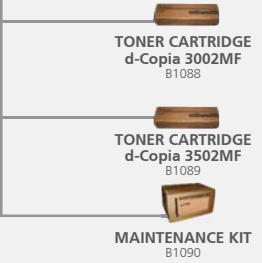 TONER CARTRIDGE
d-Copia 3002MF
B1088
TONER CARTRIDGE
d-Copia 3502MF
B1089
MAINTENANCE KIT
B1090